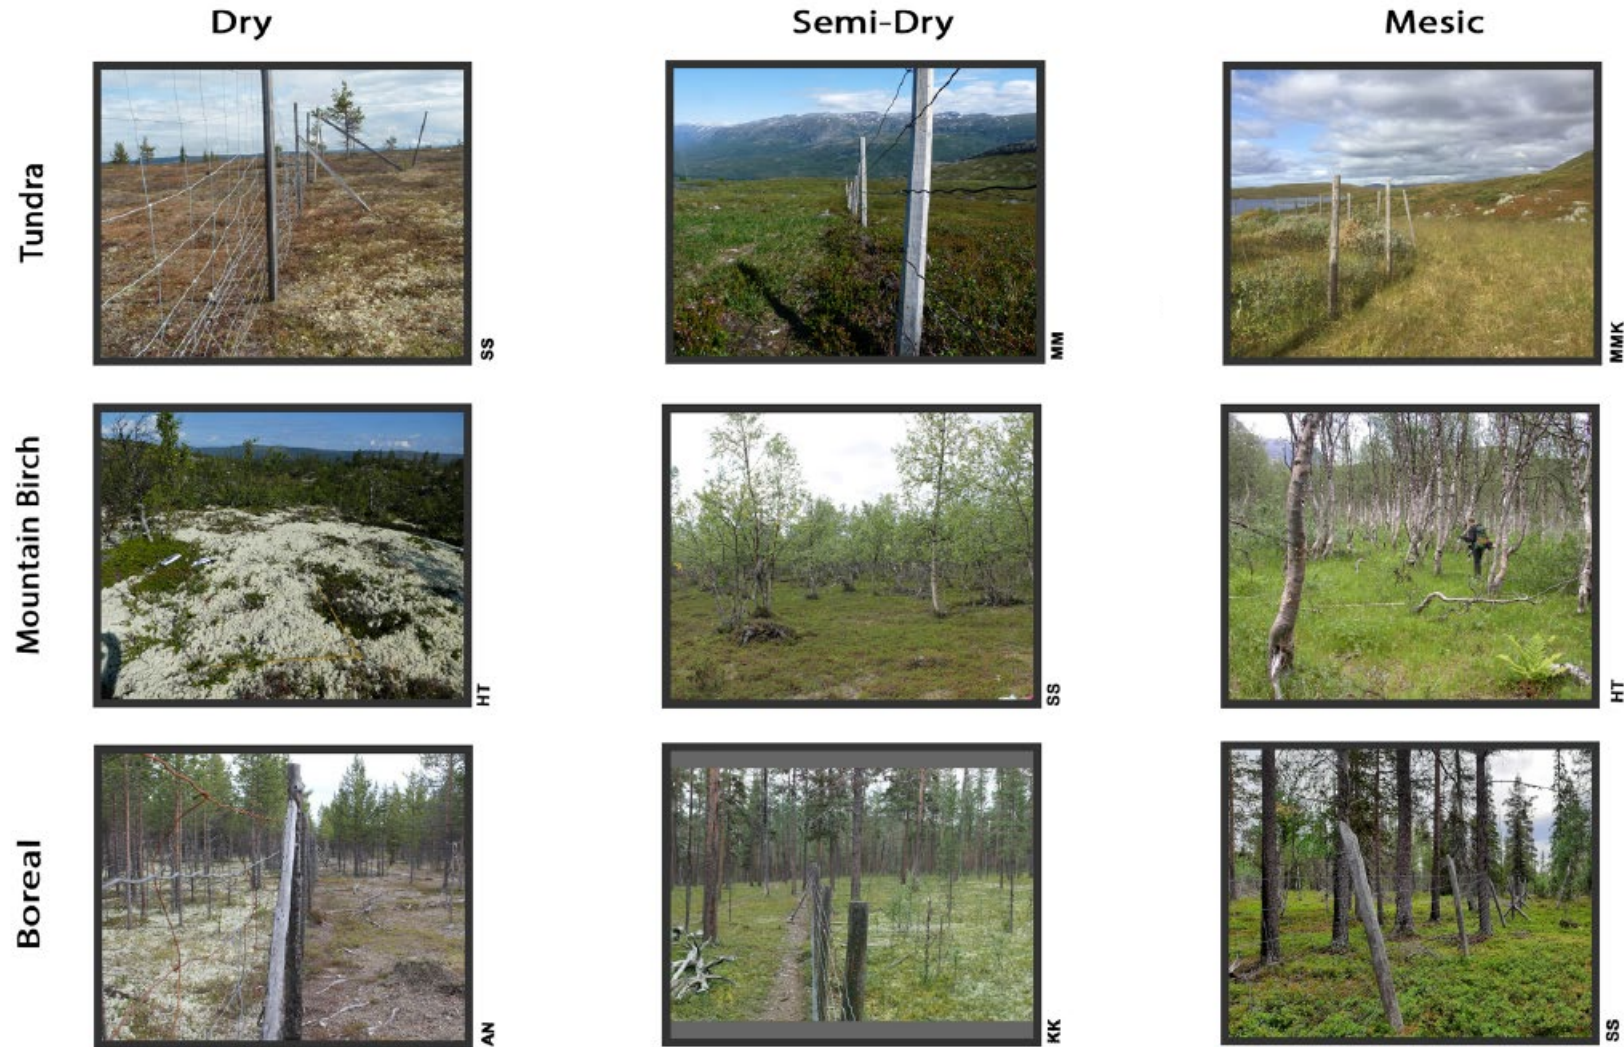 Dry
Semi-Dry
Mesic
Tundra
SS
MM
MMK
Mountain Birch
HT
SS
HT
Boreal
AN
KK
SS